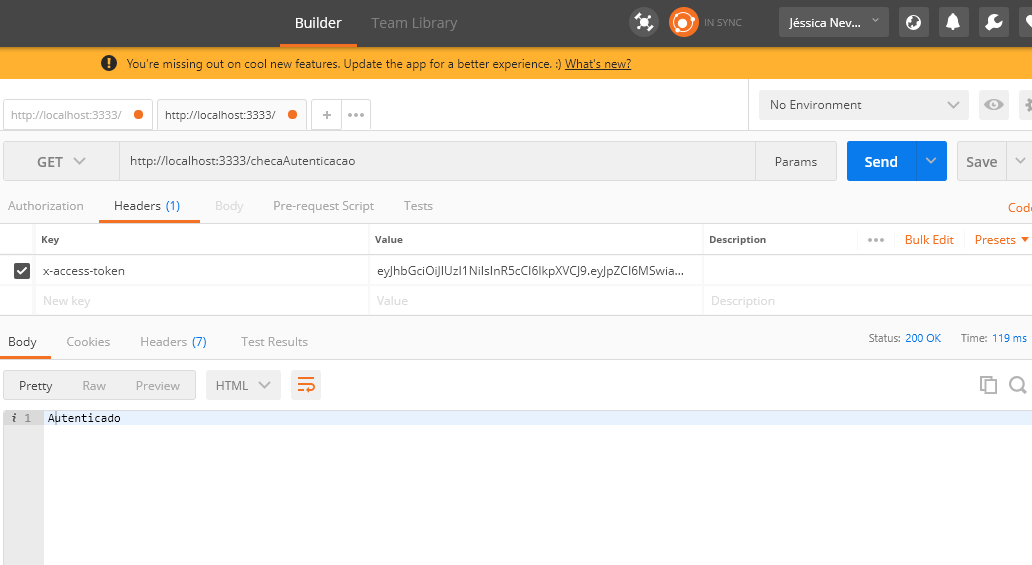 Builder Team Library IN SYNC Jéssica Nev...
You're missing out on cool new features. Update the app for a better experience. :) What's new?
http://localhost:3333/ http://localhost:3333/ + ••• No Environment
GET http://localhost:3333/checaAutenticacao Params Send Save
Authorization Headers (1) Body Pre-request Script Tests Code
Key Value Description ••• Bulk Edit Presets
x-access-token
New key Value Description
Body Cookies Headers (7) Test Results Status: 200 OK Time: 119 ms
Pretty Raw Preview HTML
i 1 Autenticado